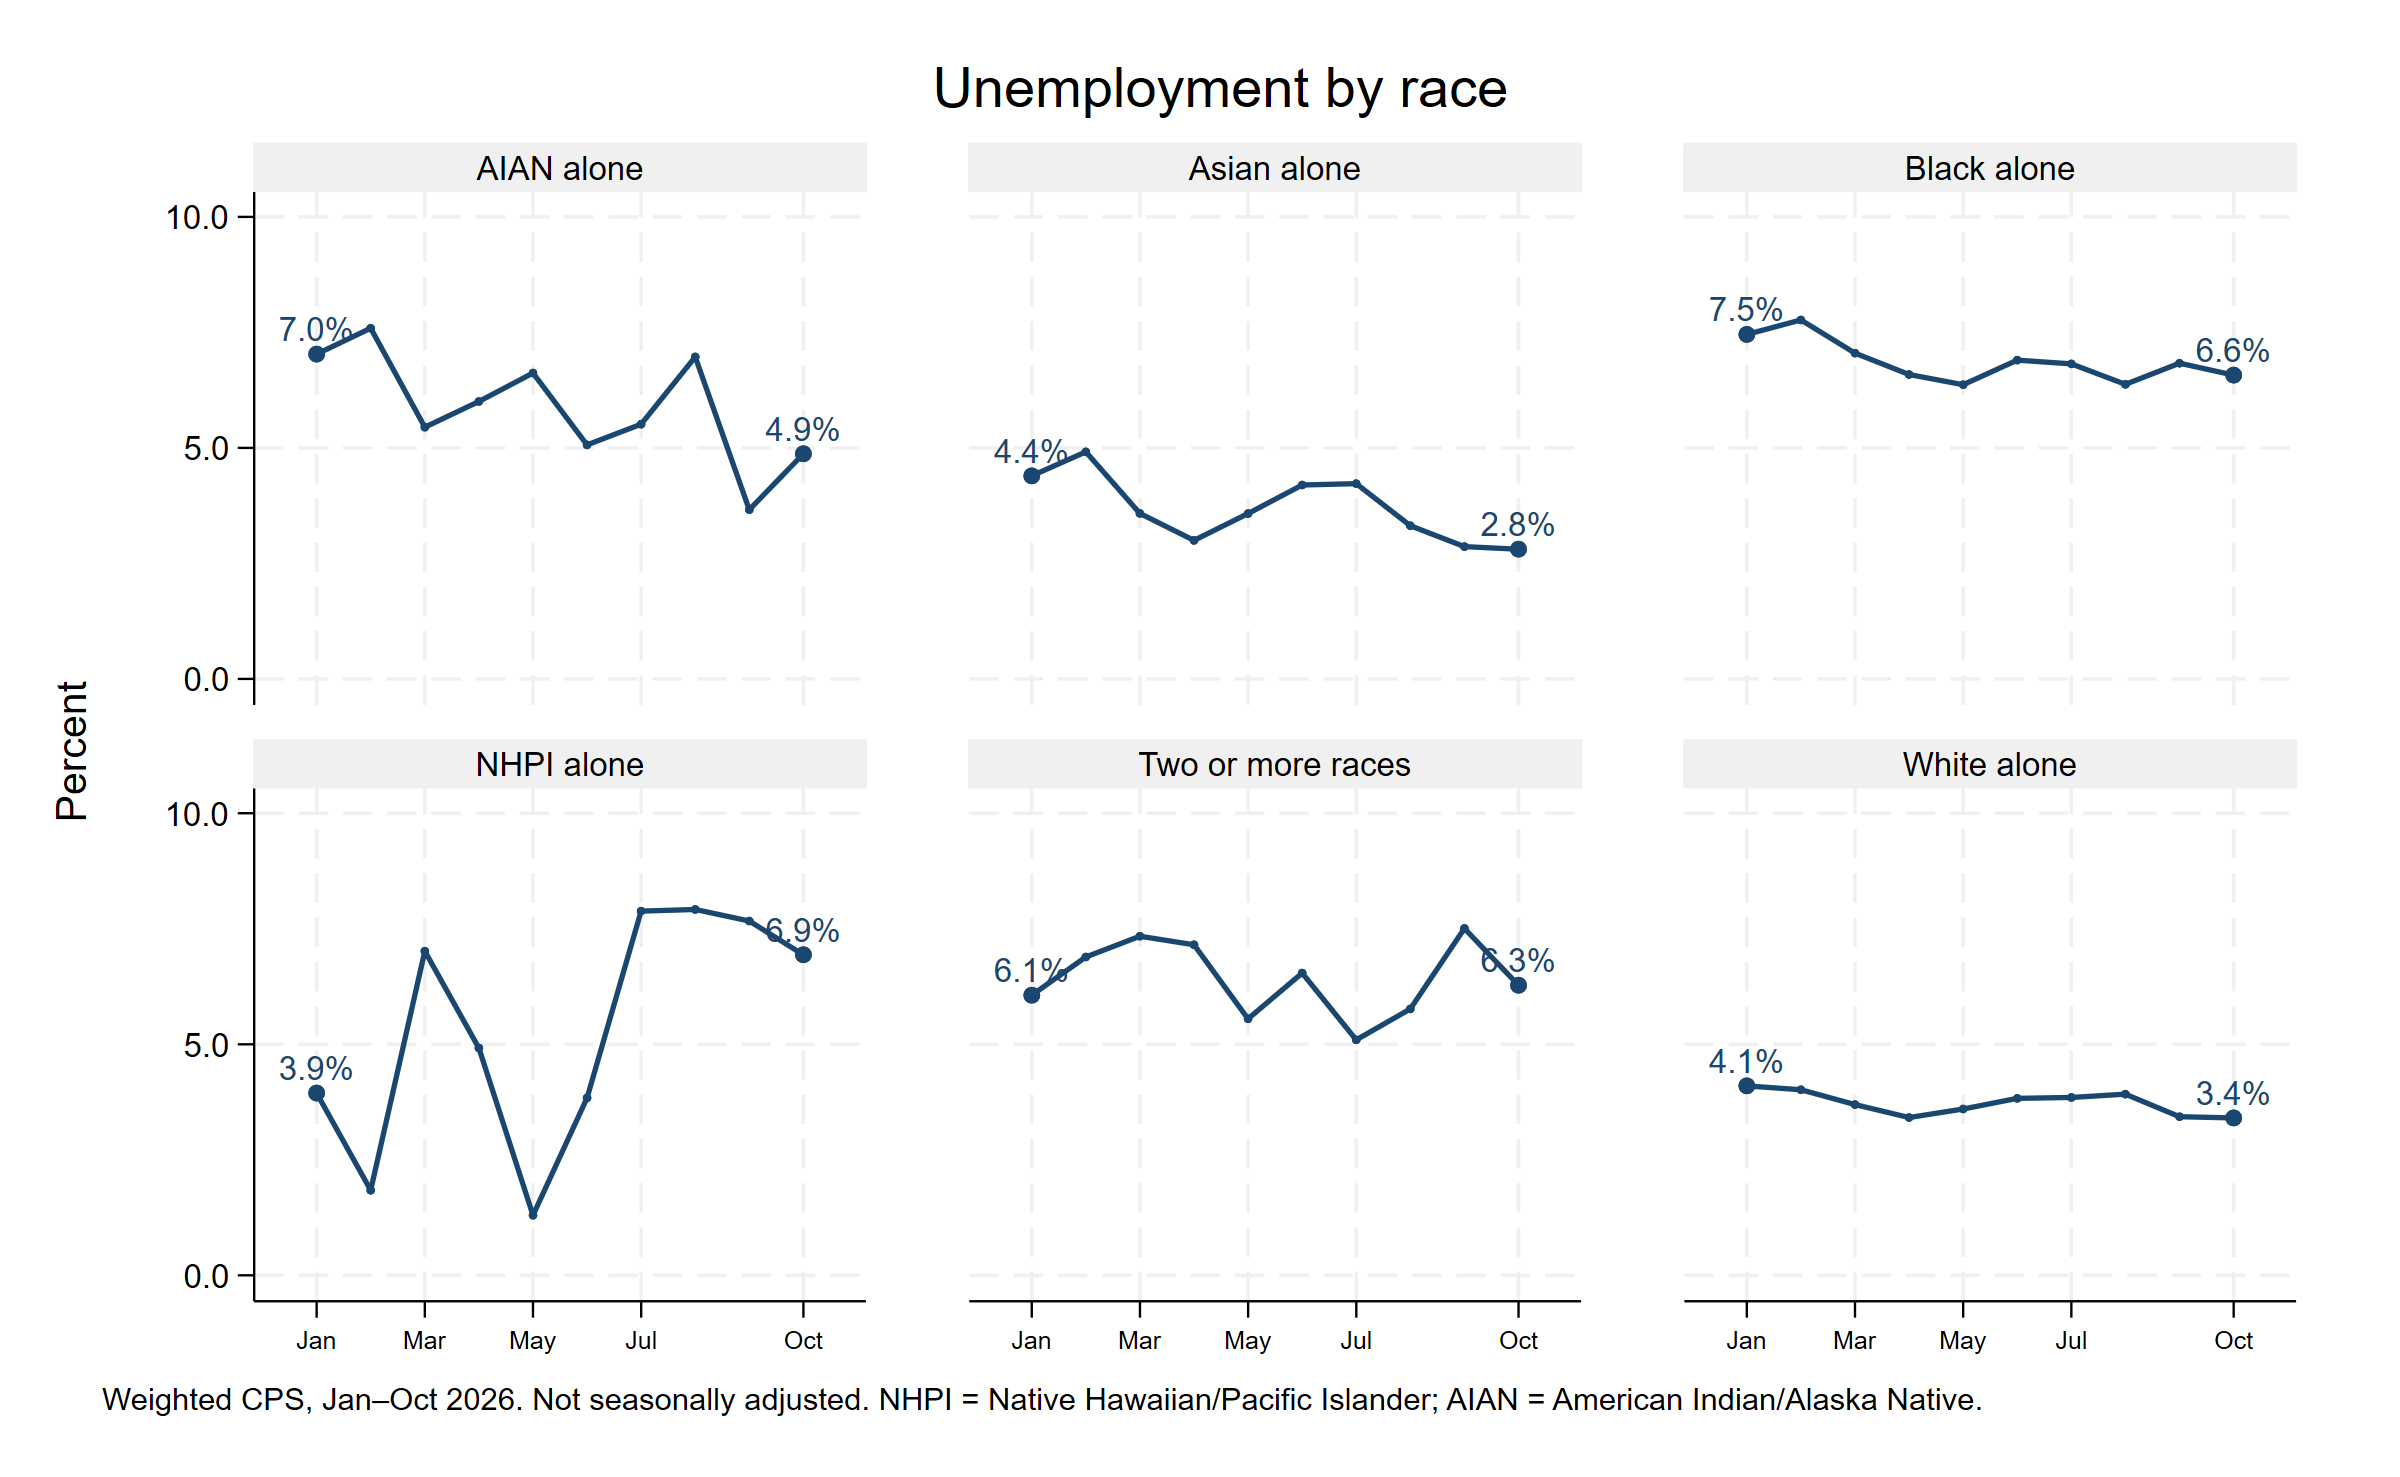 Unemployment by race
AIAN alone
Asian alone
Black alone
10.0
5.0
0.0
7.0%
4.9%
4.4%
2.8%
7.5%
6.6%
Percent
NHPI alone
Two or more races
White alone
10.0
5.0
0.0
3.9%
6.9%
6.1%
6.3%
4.1%
3.4%
Jan Mar May Jul Oct
Jan Mar May Jul Oct
Jan Mar May Jul Oct
Weighted CPS, Jan–Oct 2026. Not seasonally adjusted. NHPI = Native Hawaiian/Pacific Islander; AIAN = American Indian/Alaska Native.